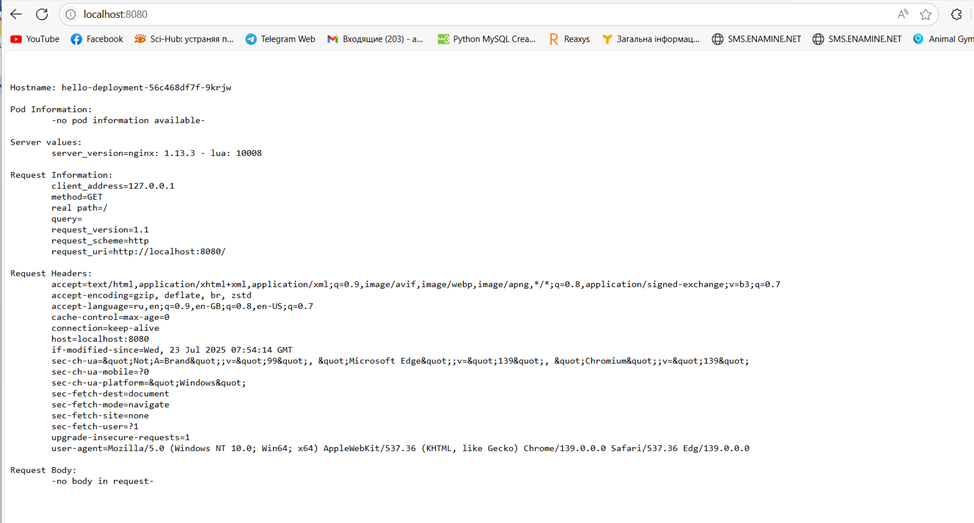 localhost:8080
YouTube Facebook Sci-Hub: устраняя п... Telegram Web Входящие (203) - a... Python MySQL Crea... Reaxys Загальна інформац... SMS.ENAMINE.NET SMS.ENAMINE.NET Animal Gym
Hostname: hello-deployment-56c468df7f-9krjw
Pod Information:
-no pod information available-
Server values:
server_version=nginx: 1.13.3 - lua: 10008
Request Information:
client_address=127.0.0.1
method=GET
real path=/
query=
request_version=1.1
request_scheme=http
request_uri=http://localhost:8080/
Request Headers:
accept=text/html,application/xhtml+xml,application/xml;q=0.9,image/avif,image/webp,image/apng,*/*;q=0.8,application/signed-exchange;v=b3;q=0.7
accept-encoding=gzip, deflate, br, zstd
accept-language=ru,en;q=0.9,en-GB;q=0.8,en-US;q=0.7
cache-control=max-age=0
connection=keep-alive
host=localhost:8080
if-modified-since=Wed, 23 Jul 2025 07:54:14 GMT
sec-ch-ua=&quot;Not;A=Brand&quot;;v=&quot;99&quot;, &quot;Microsoft Edge&quot;;v=&quot;139&quot;, &quot;Chromium&quot;;v=&quot;139&quot;
sec-ch-ua-mobile=?0
sec-ch-ua-platform=&quot;Windows&quot;
sec-fetch-dest=document
sec-fetch-mode=navigate
sec-fetch-site=none
sec-fetch-user=?1
upgrade-insecure-requests=1
user-agent=Mozilla/5.0 (Windows NT 10.0; Win64; x64) AppleWebKit/537.36 (KHTML, like Gecko) Chrome/139.0.0.0 Safari/537.36 Edg/139.0.0.0
Request Body:
-no body in request-